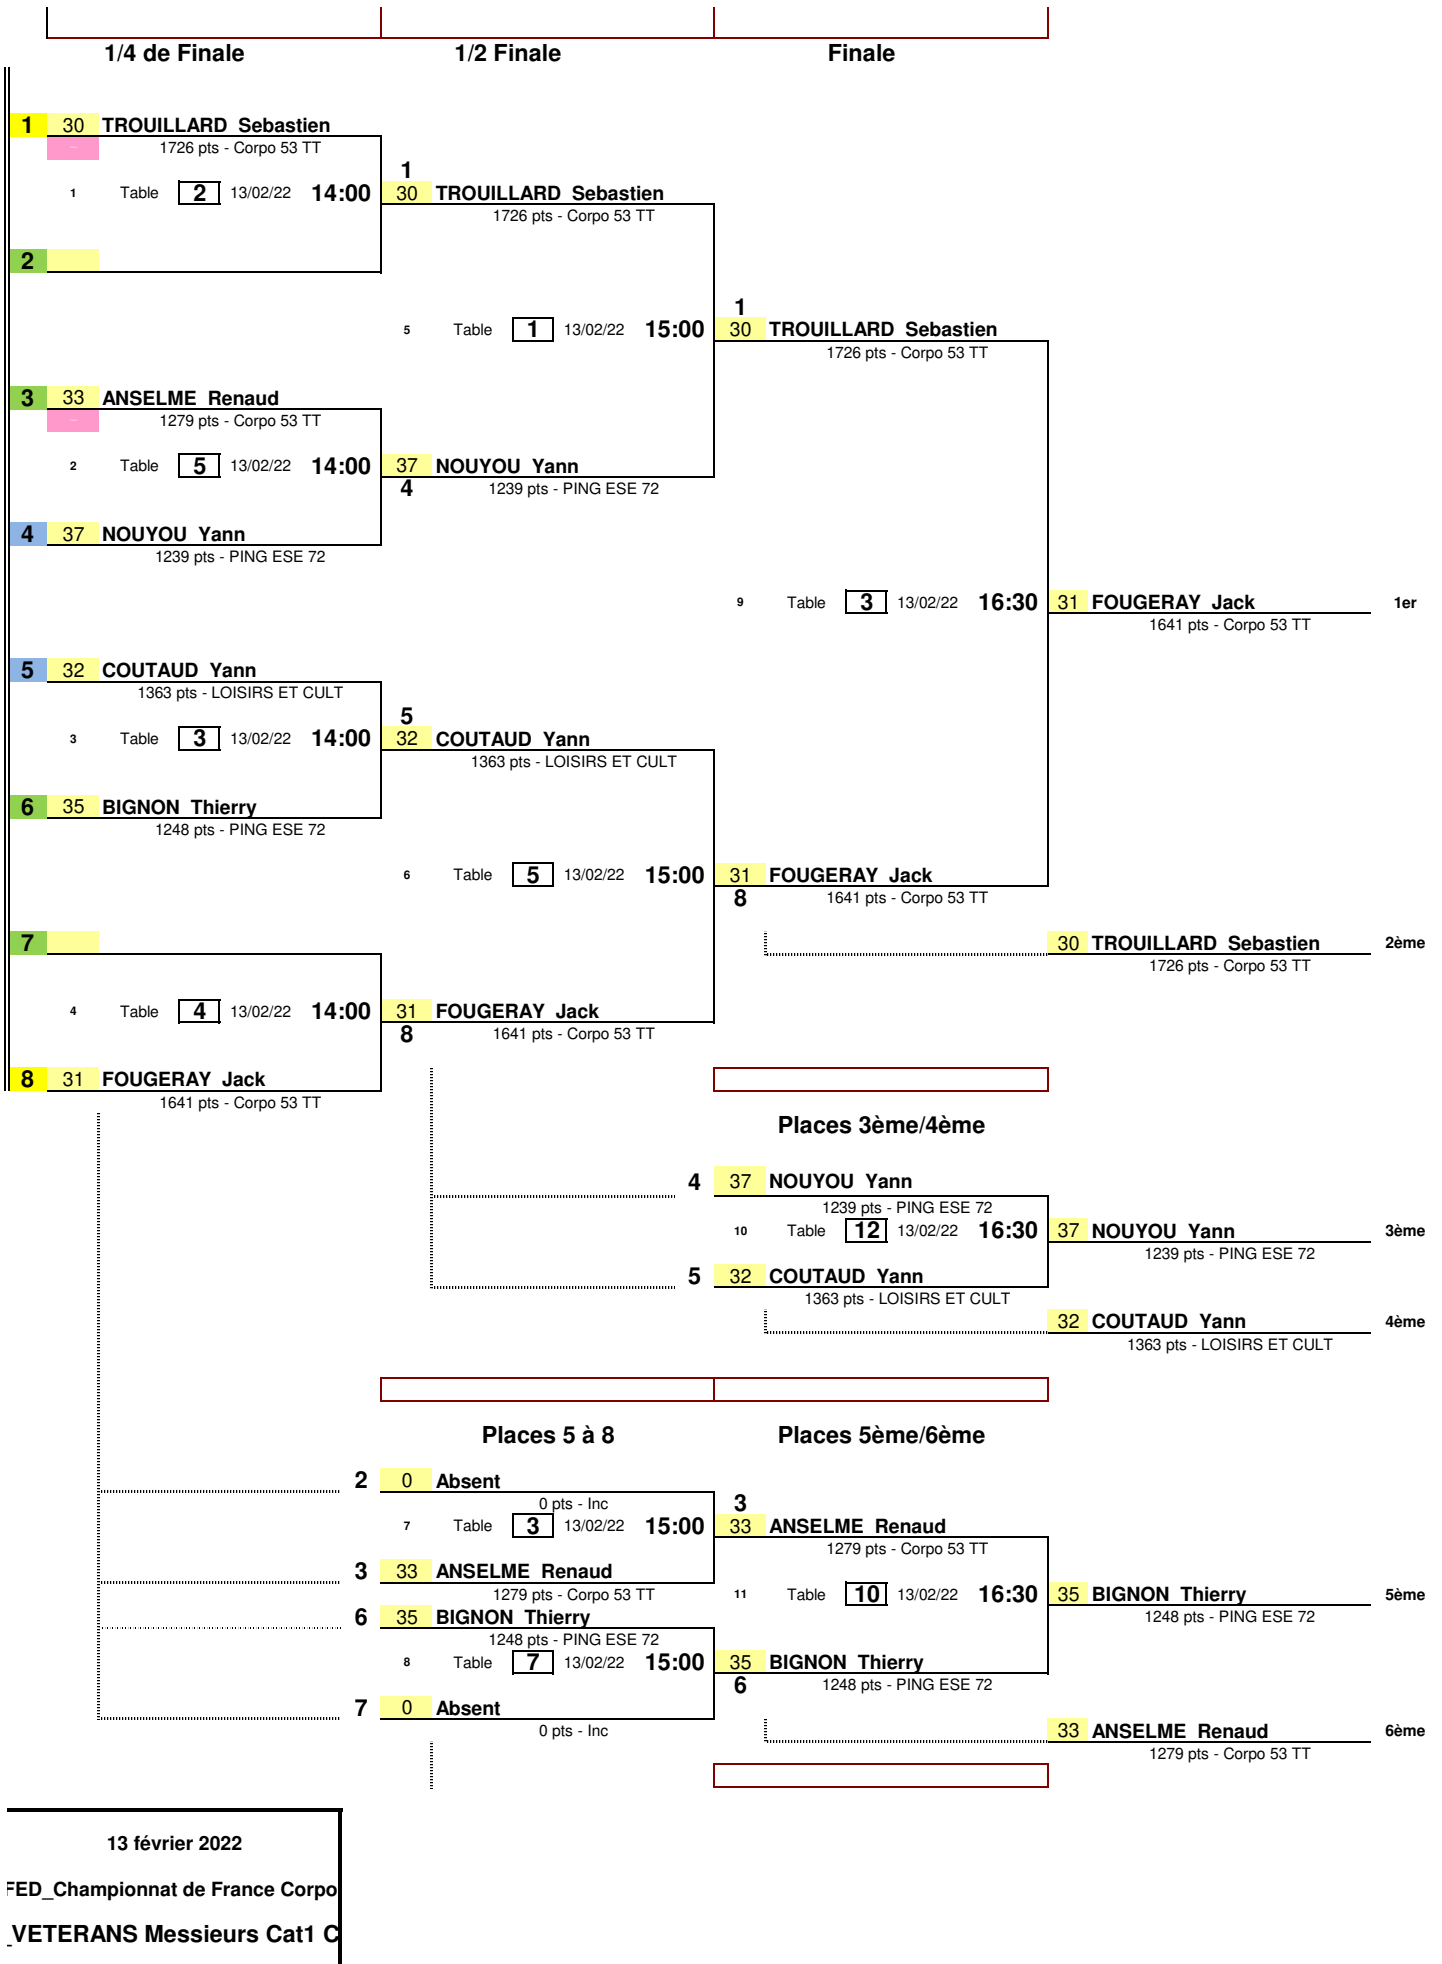 1/4 de Finale 1/2 Finale Finale
1 30 TROUILLARD Sebastien
1726 pts - Corpo 53 TT
1
1 Table 2 13/02/22 14:00 30 TROUILLARD Sebastien
1726 pts - Corpo 53 TT
2
1
5 Table 1 13/02/22 15:00 30 TROUILLARD Sebastien
1726 pts - Corpo 53 TT
3 33 ANSELME Renaud
1279 pts - Corpo 53 TT
2 Table 5 13/02/22 14:00 37 NOUYOU Yann
4 1239 pts - PING ESE 72
4 37 NOUYOU Yann
1239 pts - PING ESE 72
9 Table 3 13/02/22 16:30 31 FOUGERAY Jack 1er
1641 pts - Corpo 53 TT
5 32 COUTAUD Yann
1363 pts - LOISIRS ET CULT
5
3 Table 3 13/02/22 14:00 32 COUTAUD Yann
1363 pts - LOISIRS ET CULT
6 35 BIGNON Thierry
1248 pts - PING ESE 72
6 Table 5 13/02/22 15:00 31 FOUGERAY Jack
8 1641 pts - Corpo 53 TT
7 30 TROUILLARD Sebastien 2ème
1726 pts - Corpo 53 TT
4 Table 4 13/02/22 14:00 31 FOUGERAY Jack
8 1641 pts - Corpo 53 TT
8 31 FOUGERAY Jack
1641 pts - Corpo 53 TT
Places 3ème/4ème
4 37 NOUYOU Yann
1239 pts - PING ESE 72
10 Table 12 13/02/22 16:30 37 NOUYOU Yann 3ème
1239 pts - PING ESE 72
5 32 COUTAUD Yann
1363 pts - LOISIRS ET CULT
32 COUTAUD Yann 4ème
1363 pts - LOISIRS ET CULT
Places 5 à 8 Places 5ème/6ème
2 0 Absent
0 pts - Inc 3
7 Table 3 13/02/22 15:00 33 ANSELME Renaud
1279 pts - Corpo 53 TT
3 33 ANSELME Renaud
1279 pts - Corpo 53 TT 11 Table 10 13/02/22 16:30 35 BIGNON Thierry 5ème
6 35 BIGNON Thierry 1248 pts - PING ESE 72
1248 pts - PING ESE 72
8 Table 7 13/02/22 15:00 35 BIGNON Thierry
6 1248 pts - PING ESE 72
7 0 Absent
0 pts - Inc 33 ANSELME Renaud 6ème
1279 pts - Corpo 53 TT
13 février 2022
FED_Championnat de France Corpo
_VETERANS Messieurs Cat1 C